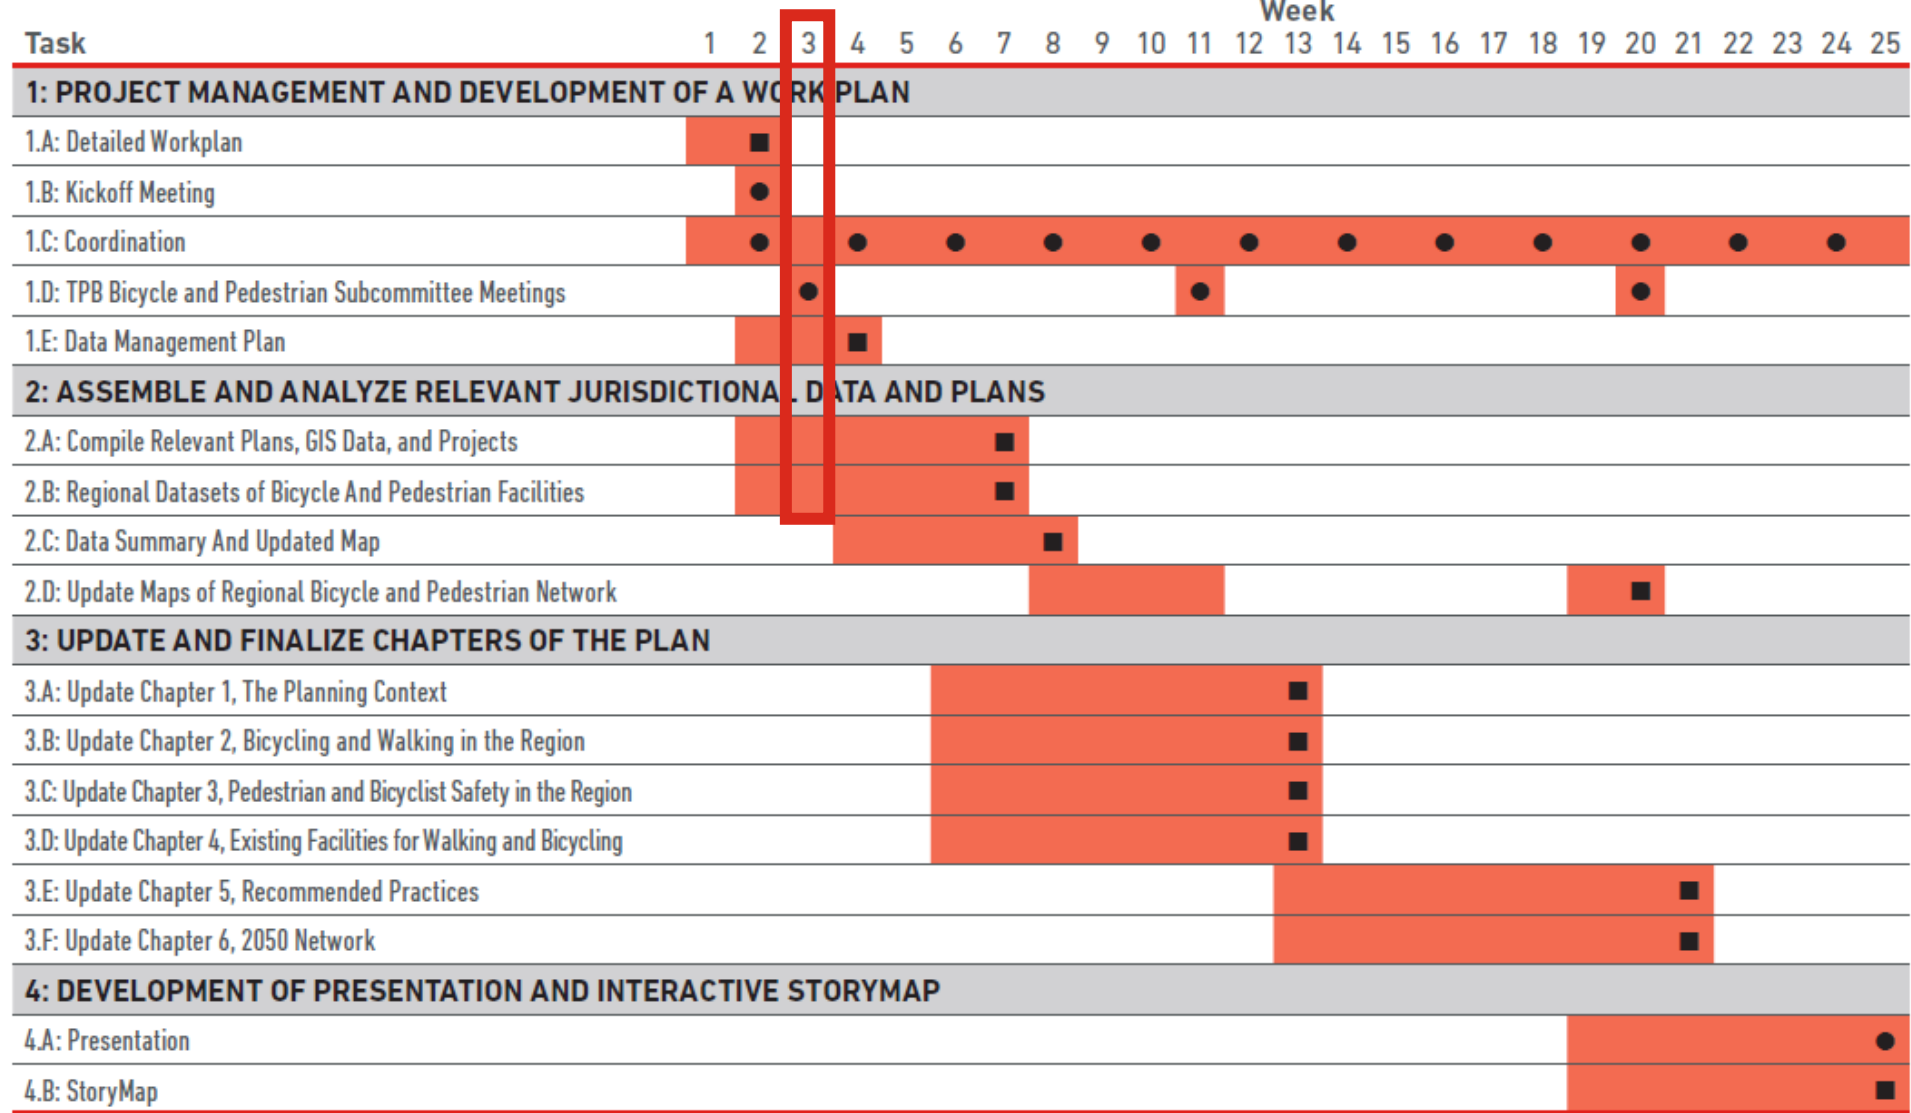 Week
Task 1 2 3 4 5 6 7 8 9 10 11 12 13 14 15 16 17 18 19 20 21 22 23 24 25
1: PROJECT MANAGEMENT AND DEVELOPMENT OF A WORK PLAN
1.A: Detailed Workplan
1.B: Kickoff Meeting
1.C: Coordination
1.D: TPB Bicycle and Pedestrian Subcommittee Meetings
1.E: Data Management Plan
2: ASSEMBLE AND ANALYZE RELEVANT JURISDICTIONAL DATA AND PLANS
2.A: Compile Relevant Plans, GIS Data, and Projects
2.B: Regional Datasets of Bicycle And Pedestrian Facilities
2.C: Data Summary And Updated Map
2.D: Update Maps of Regional Bicycle and Pedestrian Network
3: UPDATE AND FINALIZE CHAPTERS OF THE PLAN
3.A: Update Chapter 1, The Planning Context
3.B: Update Chapter 2, Bicycling and Walking in the Region
3.C: Update Chapter 3, Pedestrian and Bicyclist Safety in the Region
3.D: Update Chapter 4, Existing Facilities for Walking and Bicycling
3.E: Update Chapter 5, Recommended Practices
3.F: Update Chapter 6, 2050 Network
4: DEVELOPMENT OF PRESENTATION AND INTERACTIVE STORYMAP
4.A: Presentation
4.B: StoryMap